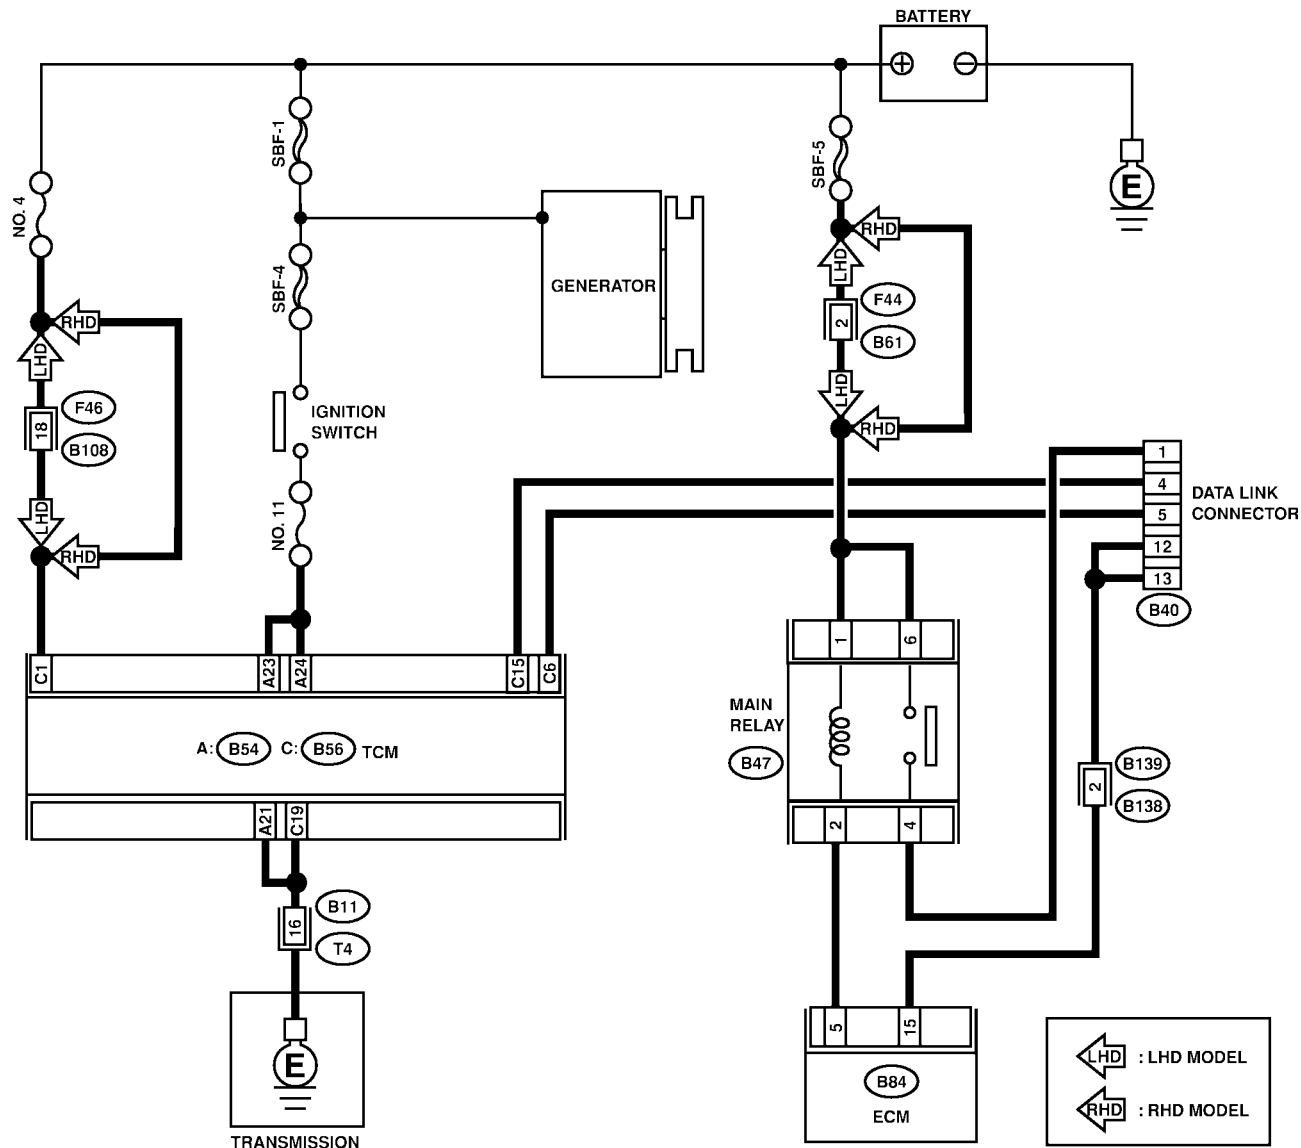 BATTERY
+
−
SBF-1
SBF-5
E
NO. 4
RHD
LHD
SBF-4
GENERATOR
F44
2
B61
RHD
LHD
F46
18
B108
IGNITION
SWITCH
LHD
RHD
1
4
5
12
13
DATA LINK
CONNECTOR
B40
LHD
RHD
NO. 11
C1
A23
A24
C15
C6
1
6
A: B54 C: B56 TCM
MAIN
RELAY
B47
B139
2
B138
A21
C19
2
4
B11
16
T4
5
15
E
B84
ECM
TRANSMISSION
LHD : LHD MODEL
RHD : RHD MODEL